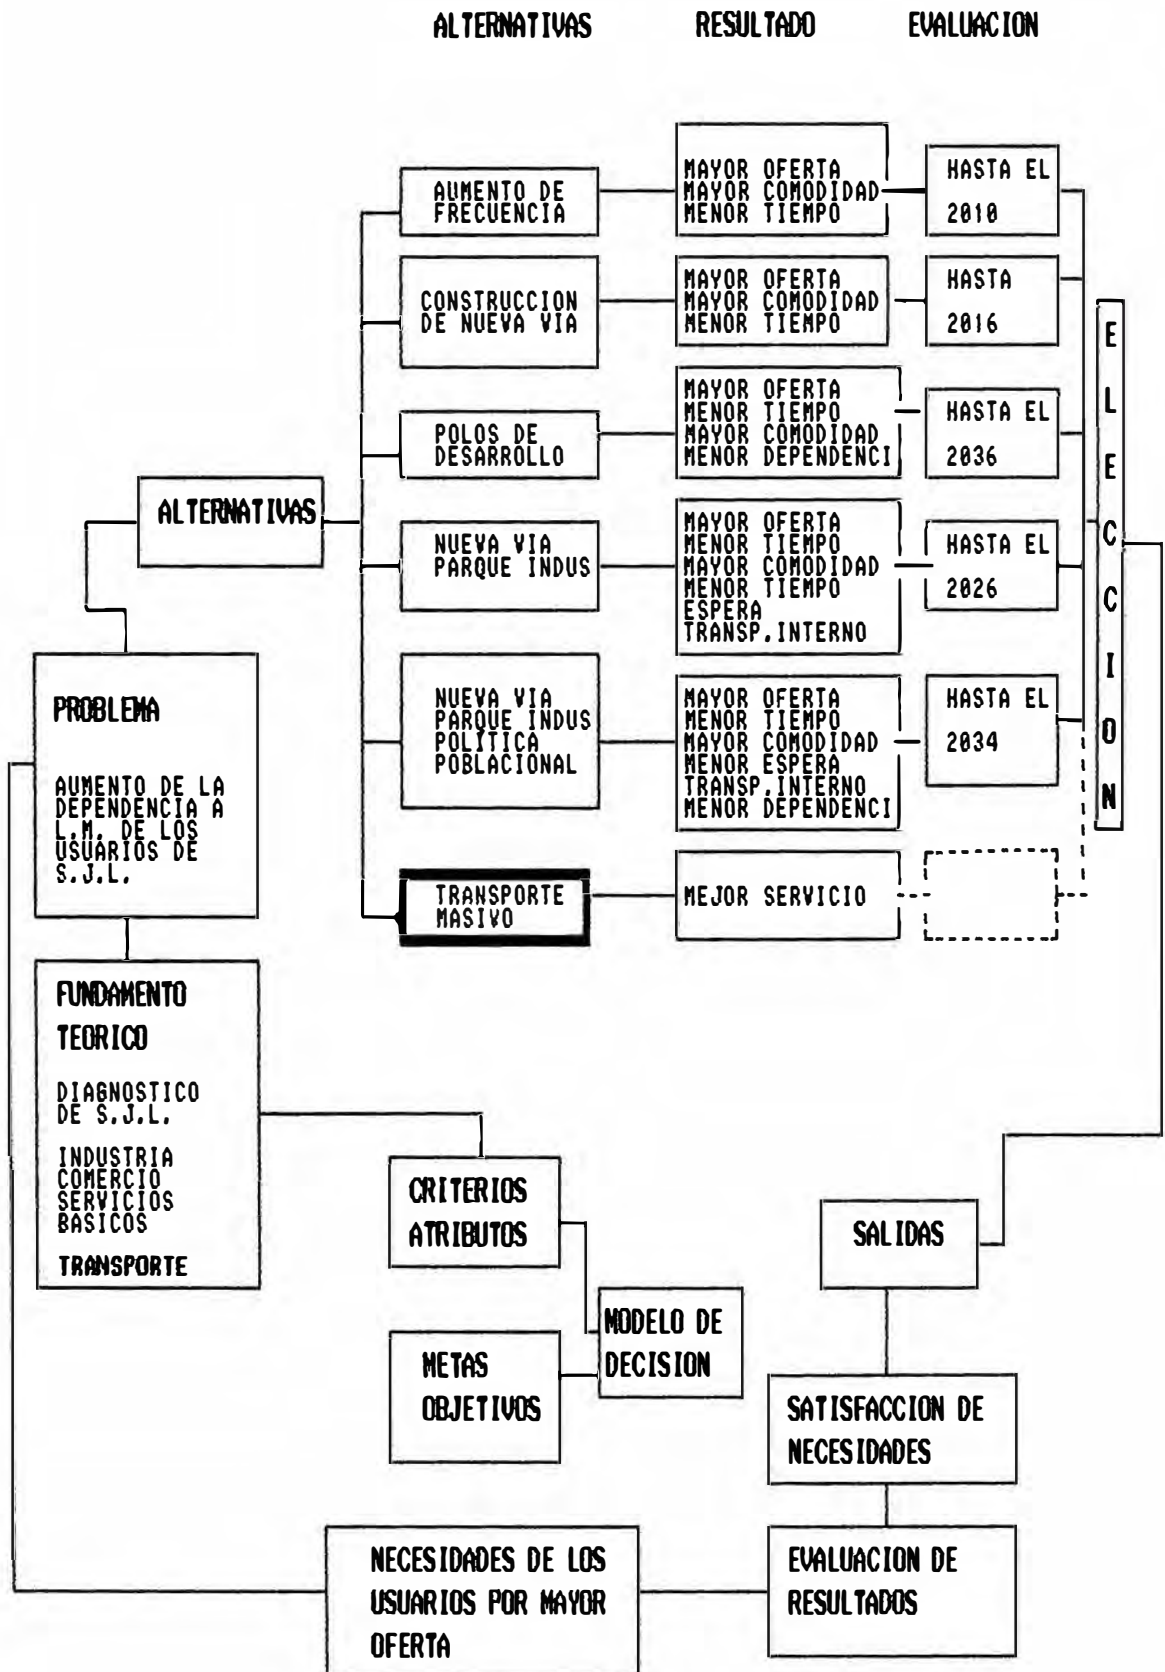 ALTERNATIVAS RESULTADO EVALUACION
AUMENTO DE
FRECUENCIA
MAYOR OFERTA
MAYOR COMODIDAD
MENOR TIEMPO
HASTA EL
2010
CONSTRUCCION
DE NUEVA VIA
MAYOR OFERTA
MAYOR COMODIDAD
MENOR TIEMPO
HASTA
2016
POLOS DE
DESARROLLO
MAYOR OFERTA
MENOR TIEMPO
MAYOR COMODIDAD
MENOR DEPENDENCI
HASTA EL
2036
ALTERNATIVAS
NUEVA VIA
PARQUE INDUS
MAYOR OFERTA
MENOR TIEMPO
MAYOR COMODIDAD
MENOR TIEMPO
ESPERA
TRANSP.INTERNO
HASTA EL
2026
NUEVA VIA
PARQUE INDUS
POLÍTICA
POBLACIONAL
MAYOR OFERTA
MENOR TIEMPO
MAYOR COMODIDAD
MENOR ESPERA
TRANSP.INTERNO
MENOR DEPENDENCI
HASTA EL
2034
TRANSPORTE
MASIVO
MEJOR SERVICIO
ELECCION
PROBLEMA
AUMENTO DE LA
DEPENDENCIA A
L.M. DE LOS
USUARIOS DE
S.J.L.
FUNDAMENTO
TEORICO
DIAGNOSTICO
DE S.J.L.
INDUSTRIA
COMERCIO
SERVICIOS
BASICOS
TRANSPORTE
CRITERIOS
ATRIBUTOS
METAS
OBJETIVOS
MODELO DE
DECISION
SALIDAS
SATISFACCION DE
NECESIDADES
EVALUACION DE
RESULTADOS
NECESIDADES DE LOS
USUARIOS POR MAYOR
OFERTA